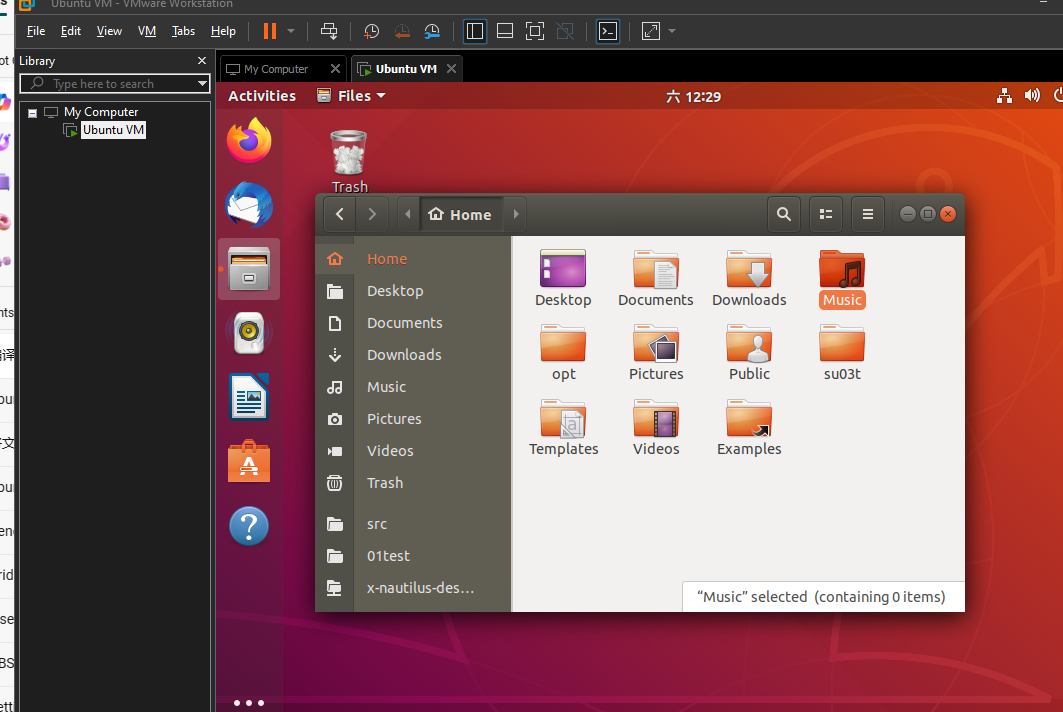 Ubuntu VM - VMware Workstation
File Edit View VM Tabs Help
Library
My Computer
Ubuntu VM
Type here to search
My Computer
Ubuntu VM
Activities
Files
六 12:29
Trash
Home
Home
Desktop
Documents
Downloads
Music
Pictures
Videos
Trash
src
01test
x-nautilus-des...
Desktop Documents Downloads Music
opt Pictures Public su03t
Templates Videos Examples
“Music” selected (containing 0 items)